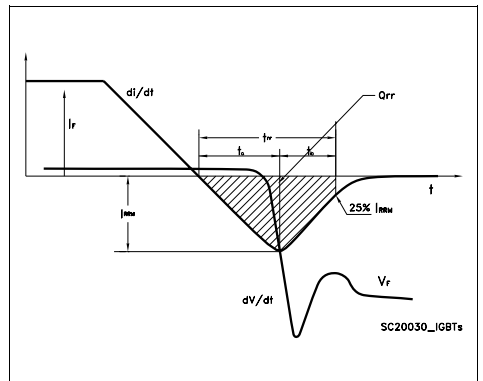 di/dt
Qrr
IF
trr
ta
tb
t
IRRM
25% IRRM
dV/dt
VF
SC20030_IGBTs